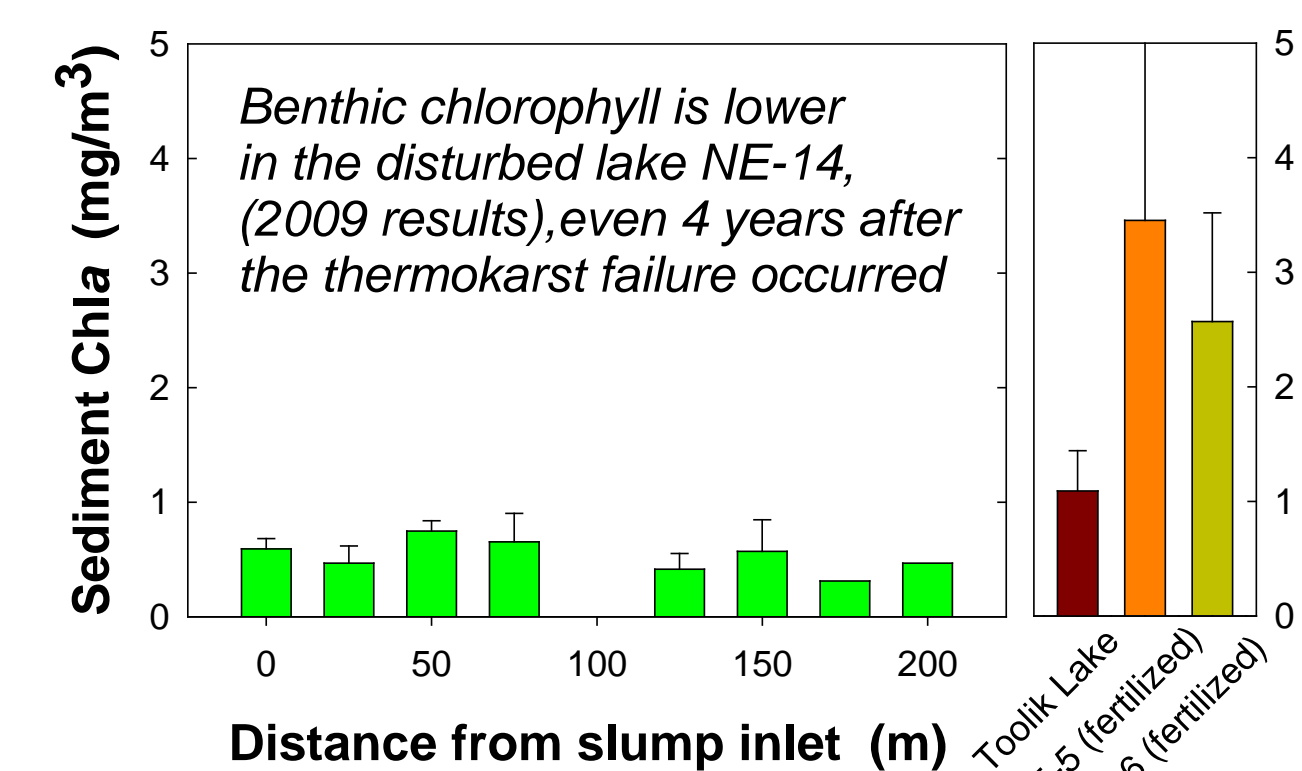 Benthic chlorophyll is lower
in the disturbed lake NE-14,
(2009 results),even 4 years after
the thermokarst failure occurred
Sediment Chla (mg/m³)
5
4
3
2
1
0
0 50 100 150 200
Distance from slump inlet (m)
5
4
3
2
1
0
Toolik Lake
-5 (fertilized)
6 (fertilized)